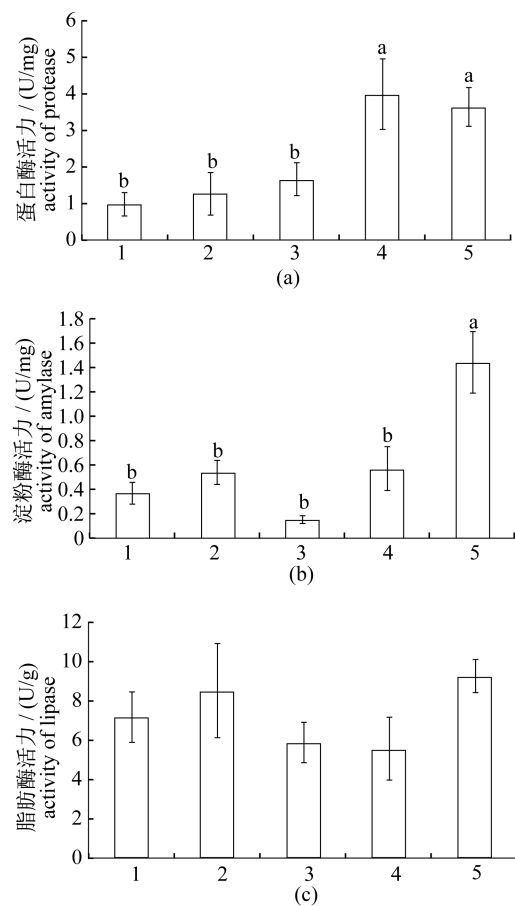 蛋白酶活力 / (U/mg)
activity of protease
6
5
4
3
2
1
0
b
b
b
a
a
1 2 3 4 5
(a)
淀粉酶活力 / (U/mg)
activity of amylase
1.8
1.6
1.4
1.2
1.0
0.8
0.6
0.4
0.2
0
b
b
b
b
a
1 2 3 4 5
(b)
脂肪酶活力 / (U/g)
activity of lipase
12
10
8
6
4
2
0
1 2 3 4 5
(c)